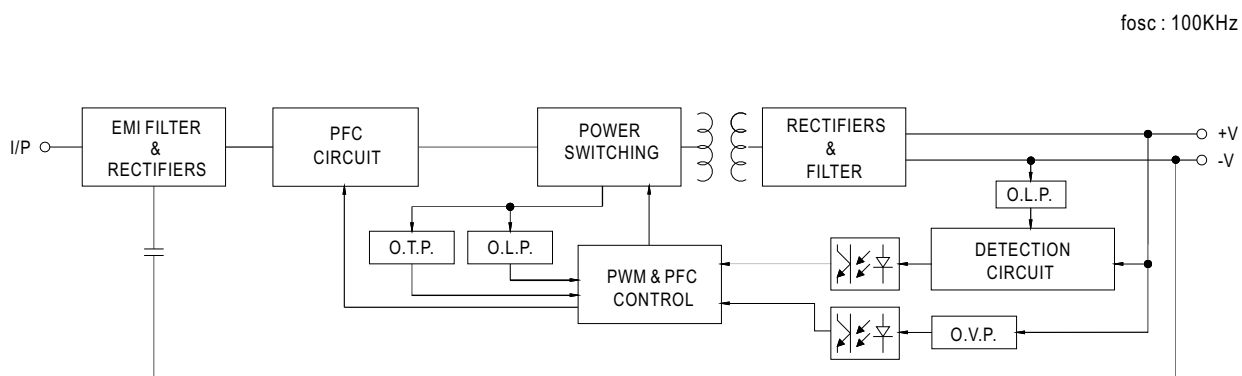 fosc : 100KHz
I/P
EMI FILTER
&
RECTIFIERS
PFC
CIRCUIT
POWER
SWITCHING
RECTIFIERS
&
FILTER
+V
-V
O.L.P.
O.T.P.
O.L.P.
PWM & PFC
CONTROL
DETECTION
CIRCUIT
O.V.P.